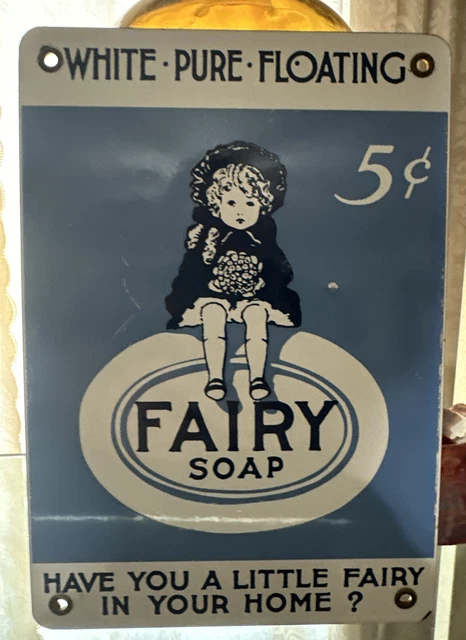 WHITE · PURE · FLOATING
5¢
FAIRY
SOAP
HAVE YOU A LITTLE FAIRY
IN YOUR HOME ?